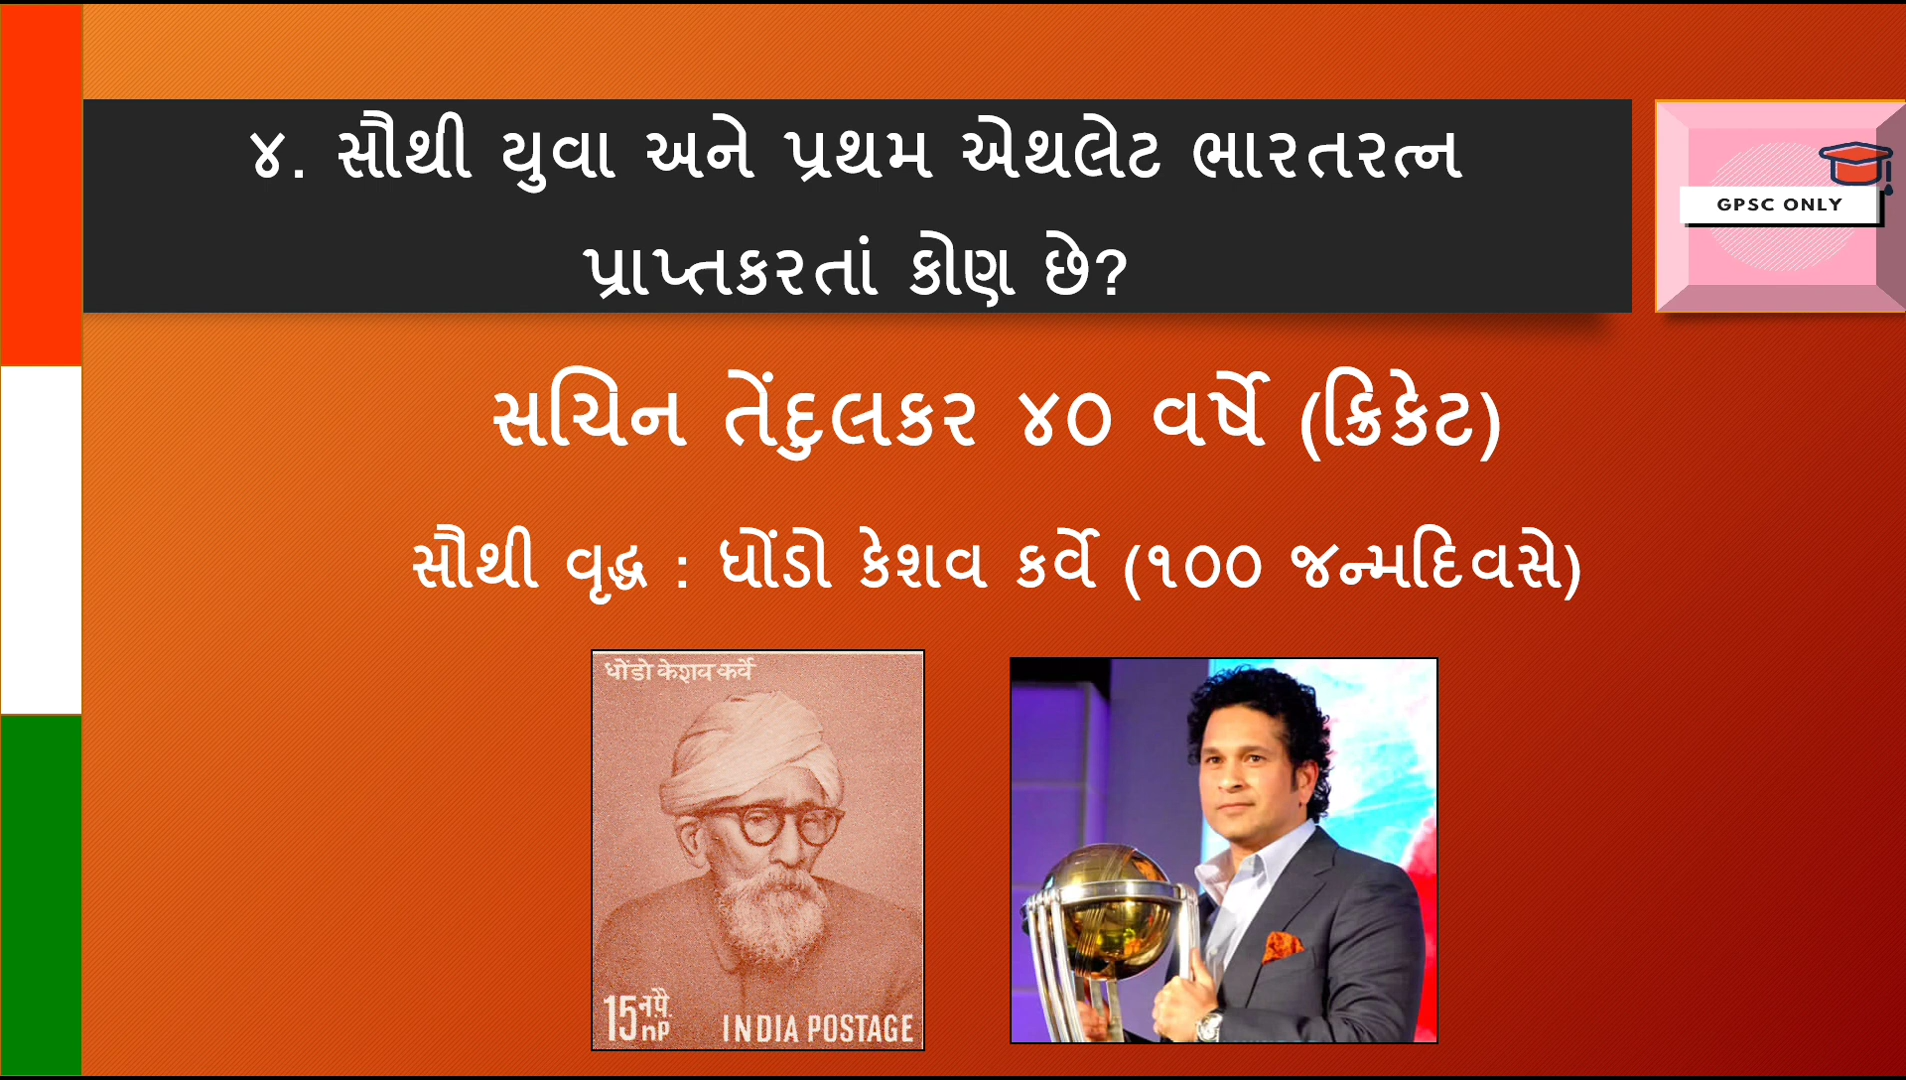 ૪. સૌથી યુવા અને પ્રથમ એથલેટ ભારતરત્ન
પ્રાપ્તકરતાં કોણ છે?
GPSC ONLY
સચિન તેંદુલકર ૪૦ વર્ષે (ક્રિકેટ)
સૌથી વૃદ્ધ : ધોંડો કેશવ કર્વે (૧૦૦ જન્મદિવસે)
धोंडो केशव कर्वे
15 न.पै.
nP
INDIA POSTAGE